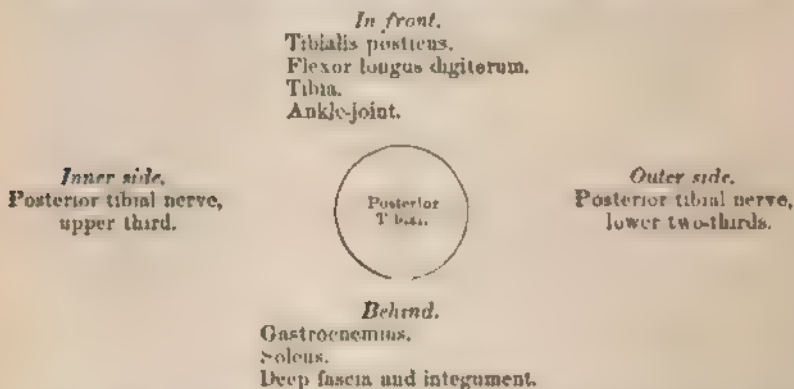 In front.
Tibialis posticus.
Flexor longus digitorum.
Tibia.
Ankle-joint.
Inner side.
Posterior tibial nerve,
upper third.
Posterior
Tibial.
Outer side.
Posterior tibial nerve,
lower two-thirds.
Behind.
Gastrocnemius.
Soleus.
Deep fascia and integument.